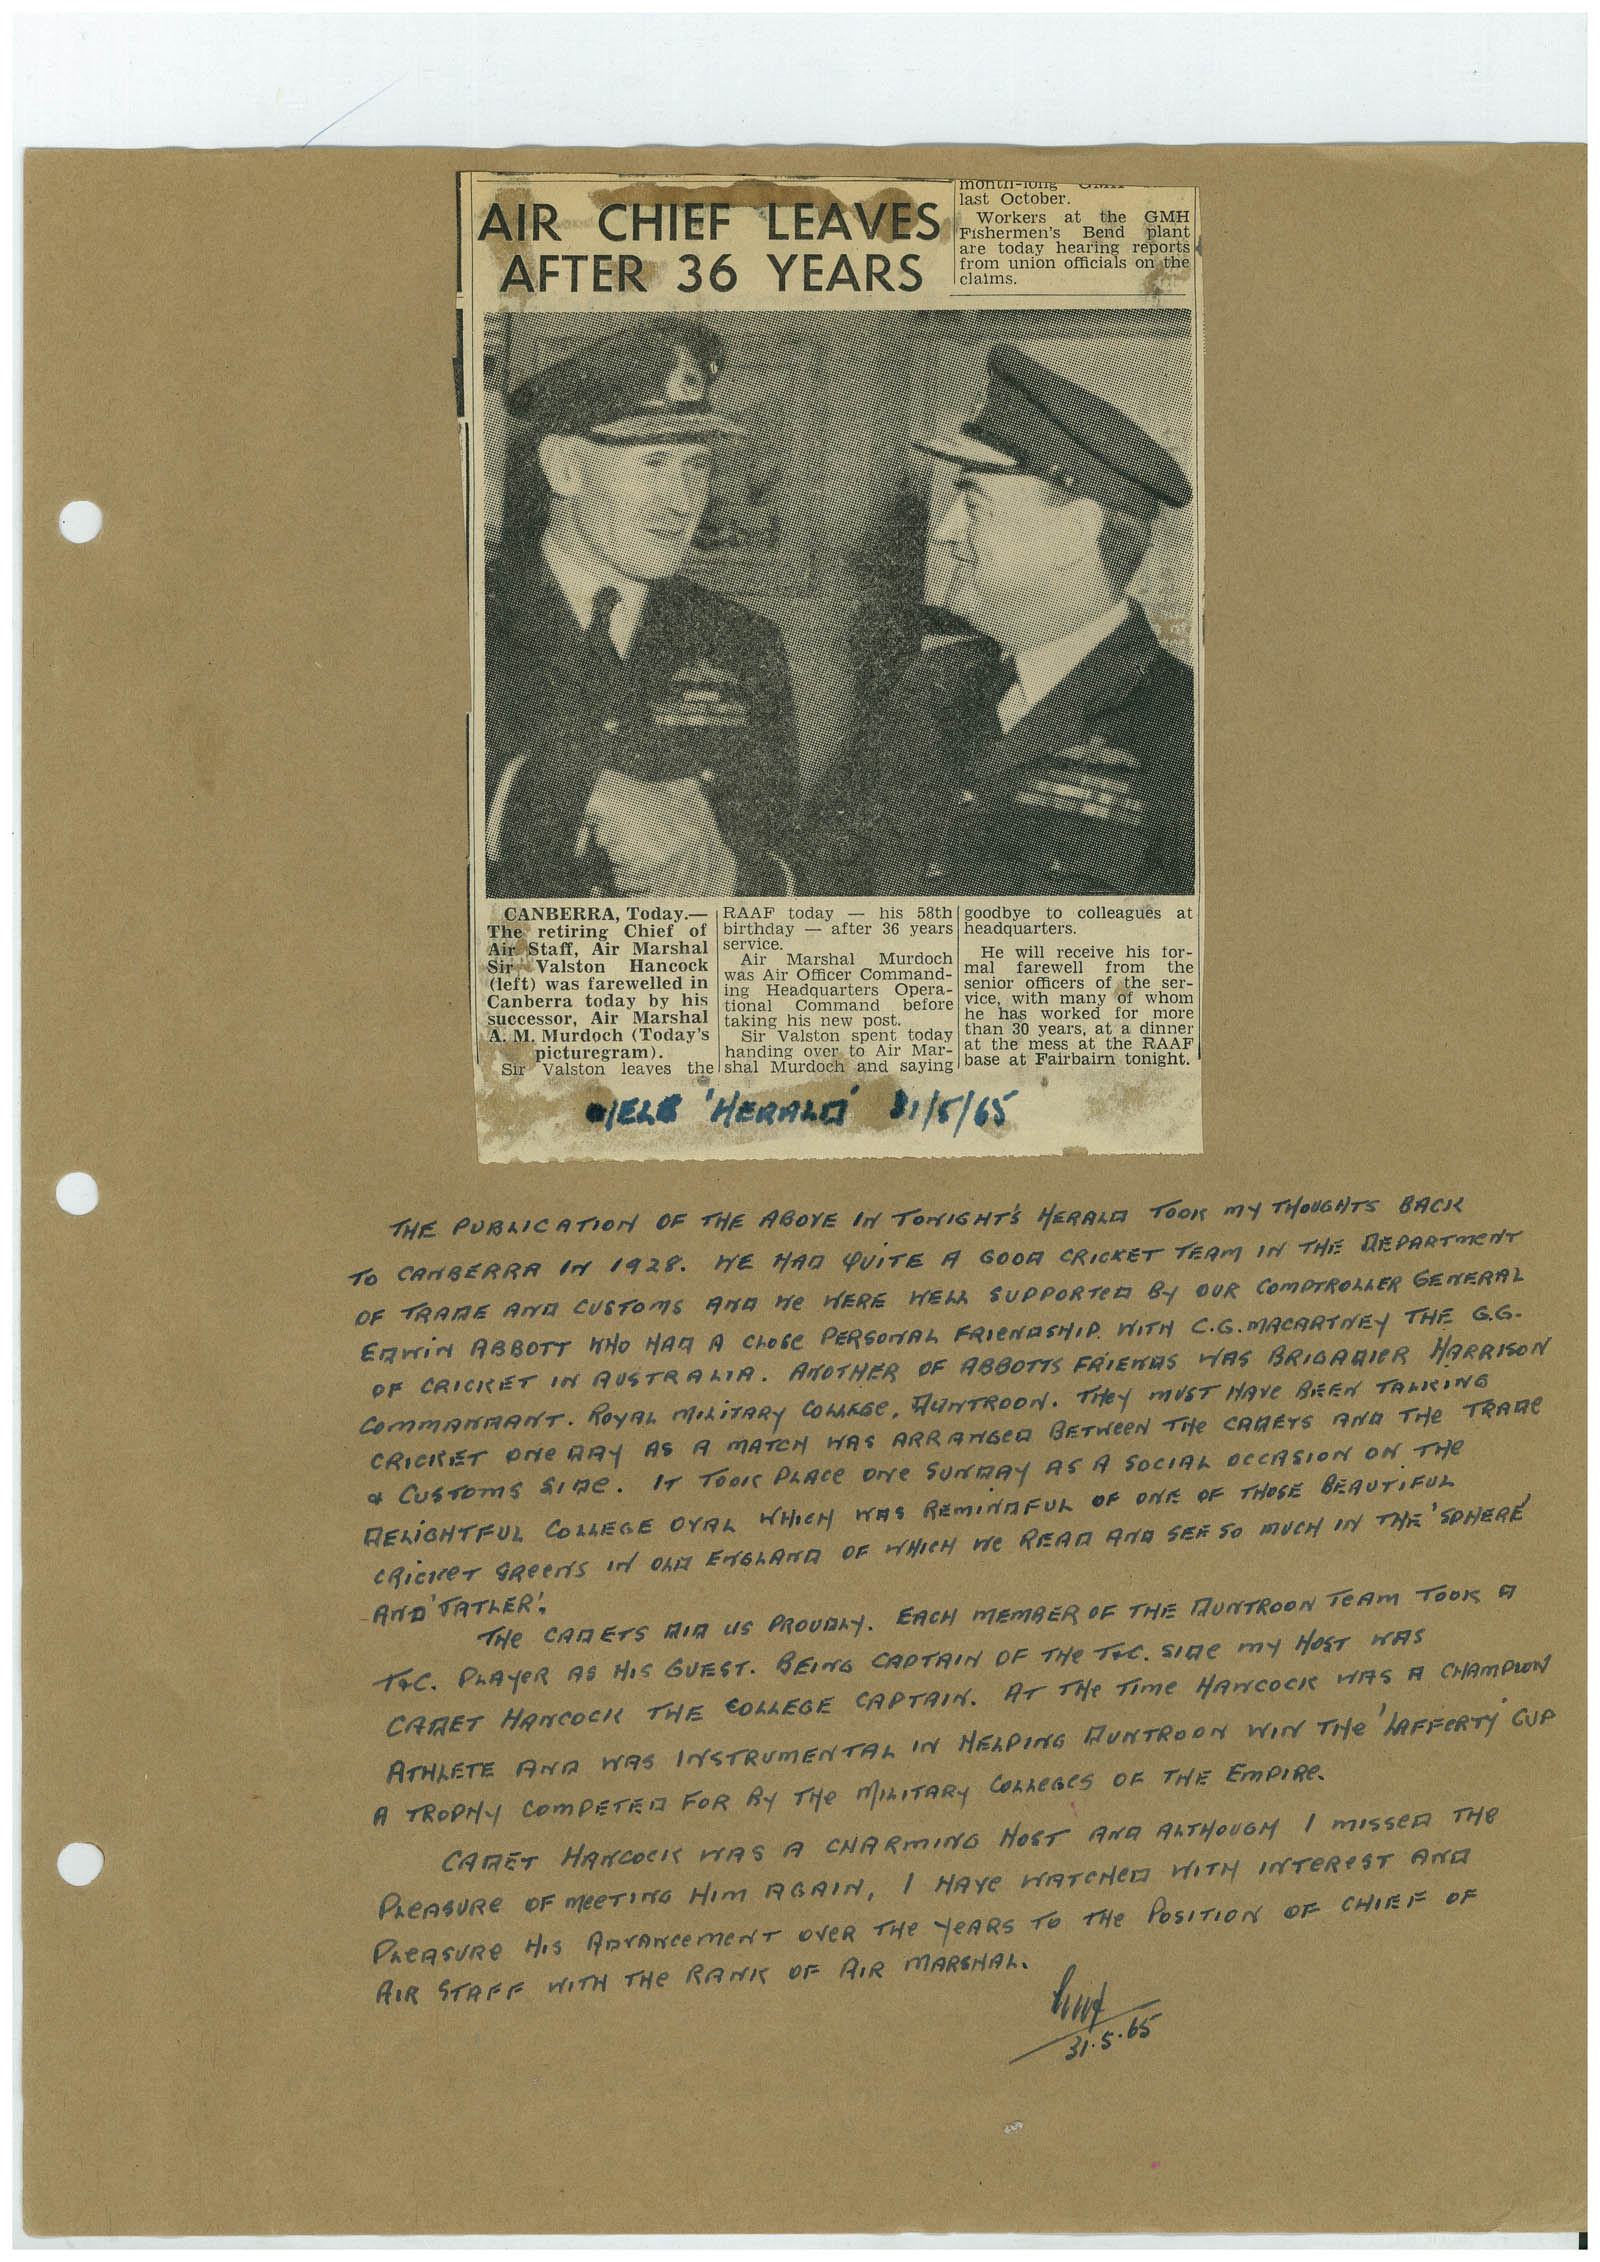 AIR CHIEF LEAVES
AFTER 36 YEARS
month-long GMH
last October.
Workers at the GMH
Fishermen's Bend plant
are today hearing reports
from union officials on the
claims.
CANBERRA, Today.—
The retiring Chief of
Air Staff, Air Marshal
Sir Valston Hancock
(left) was farewelled in
Canberra today by his
successor, Air Marshal
A. M. Murdoch (Today's
picturegram).
Sir Valston leaves the
RAAF today — his 58th
birthday — after 36 years
service.
Air Marshal Murdoch
was Air Officer Command-
ing Headquarters Opera-
tional Command before
taking his new post.
Sir Valston spent today
handing over to Air Mar-
shal Murdoch and saying
goodbye to colleagues at
headquarters.
He will receive his for-
mal farewell from the
senior officers of the ser-
vice, with many of whom
he has worked for more
than 30 years, at a dinner
at the mess at the RAAF
base at Fairbairn tonight.
MELB 'HERALD' 31/5/65
THE PUBLICATION OF THE ABOVE IN TONIGHT'S HERALD TOOK MY THOUGHTS BACK
TO CANBERRA IN 1928. WE HAD QUITE A GOOD CRICKET TEAM IN THE DEPARTMENT
OF TRADE AND CUSTOMS AND WE WERE WELL SUPPORTED BY OUR COMPTROLLER GENERAL
EDWIN ABBOTT WHO HAD A CLOSE PERSONAL FRIENDSHIP WITH C.G. MACARTNEY THE G.G.
OF CRICKET IN AUSTRALIA. ANOTHER OF ABBOTTS FRIENDS WAS BRIGADIER HARRISON
COMMANDANT. ROYAL MILITARY COLLEGE, DUNTROON. THEY MUST HAVE BEEN TALKING
CRICKET ONE DAY AS A MATCH WAS ARRANGED BETWEEN THE CADETS AND THE TRADE
& CUSTOMS SIDE. IT TOOK PLACE ONE SUNDAY AS A SOCIAL OCCASION ON THE
DELIGHTFUL COLLEGE OVAL WHICH WAS REMINDFUL OF ONE OF THOSE BEAUTIFUL
CRICKET GREENS IN OLD ENGLAND OF WHICH WE READ AND SEE SO MUCH IN THE 'SPHERE'
AND 'TATLER'.
THE CADETS DID US PROUDLY. EACH MEMBER OF THE DUNTROON TEAM TOOK A
T&C. PLAYER AS HIS GUEST. BEING CAPTAIN OF THE T&C. SIDE MY HOST WAS
CADET HANCOCK THE COLLEGE CAPTAIN. AT THE TIME HANCOCK WAS A CHAMPION
ATHLETE AND WAS INSTRUMENTAL IN HELPING DUNTROON WIN THE 'LAFFERTY' CUP
A TROPHY COMPETED FOR BY THE MILITARY COLLEGES OF THE EMPIRE.
CADET HANCOCK WAS A CHARMING HOST AND ALTHOUGH I MISSED THE
PLEASURE OF MEETING HIM AGAIN, I HAVE WATCHED WITH INTEREST AND
PLEASURE HIS ADVANCEMENT OVER THE YEARS TO THE POSITION OF CHIEF OF
AIR STAFF WITH THE RANK OF AIR MARSHAL.
31.5.65